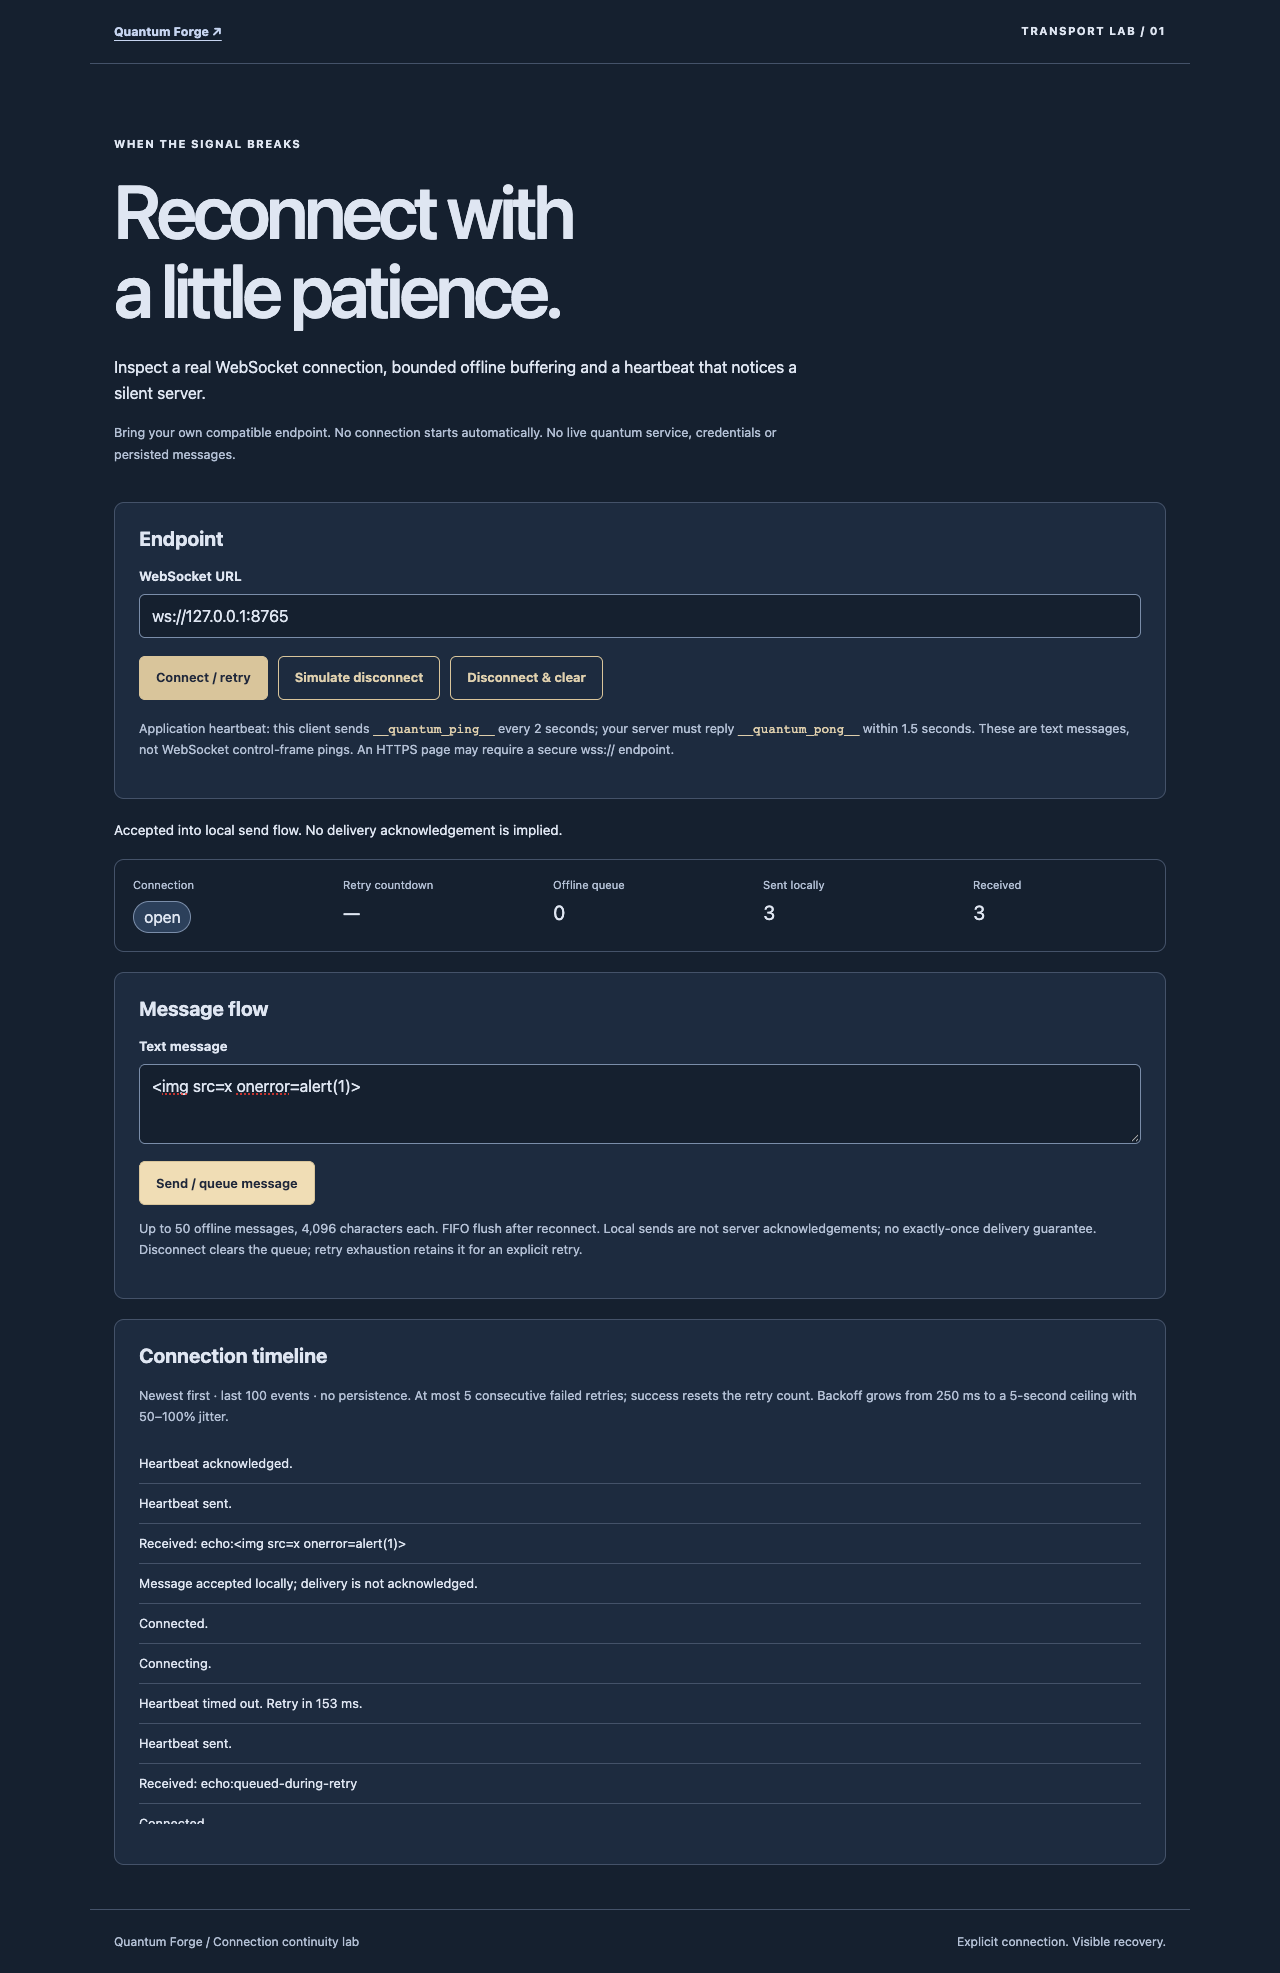 Quantum Forge ↗
TRANSPORT LAB / 01
WHEN THE SIGNAL BREAKS
Reconnect with
a little patience.
Inspect a real WebSocket connection, bounded offline buffering and a heartbeat that notices a
silent server.
Bring your own compatible endpoint. No connection starts automatically. No live quantum service, credentials or
persisted messages.
Endpoint
WebSocket URL
ws://127.0.0.1:8765
Connect / retry
Simulate disconnect
Disconnect & clear
Application heartbeat: this client sends __quantum_ping__ every 2 seconds; your server must reply __quantum_pong__ within 1.5 seconds. These are text messages,
not WebSocket control-frame pings. An HTTPS page may require a secure wss:// endpoint.
Accepted into local send flow. No delivery acknowledgement is implied.
Connection
Retry countdown
Offline queue
Sent locally
Received
open
—
0
3
3
Message flow
Text message
<img src=x onerror=alert(1)>
Send / queue message
Up to 50 offline messages, 4,096 characters each. FIFO flush after reconnect. Local sends are not server acknowledgements; no exactly-once delivery guarantee.
Disconnect clears the queue; retry exhaustion retains it for an explicit retry.
Connection timeline
Newest first · last 100 events · no persistence. At most 5 consecutive failed retries; success resets the retry count. Backoff grows from 250 ms to a 5-second ceiling with
50–100% jitter.
Heartbeat acknowledged.
Heartbeat sent.
Received: echo:<img src=x onerror=alert(1)>
Message accepted locally; delivery is not acknowledged.
Connected.
Connecting.
Heartbeat timed out. Retry in 153 ms.
Heartbeat sent.
Received: echo:queued-during-retry
Connected.
Quantum Forge / Connection continuity lab
Explicit connection. Visible recovery.